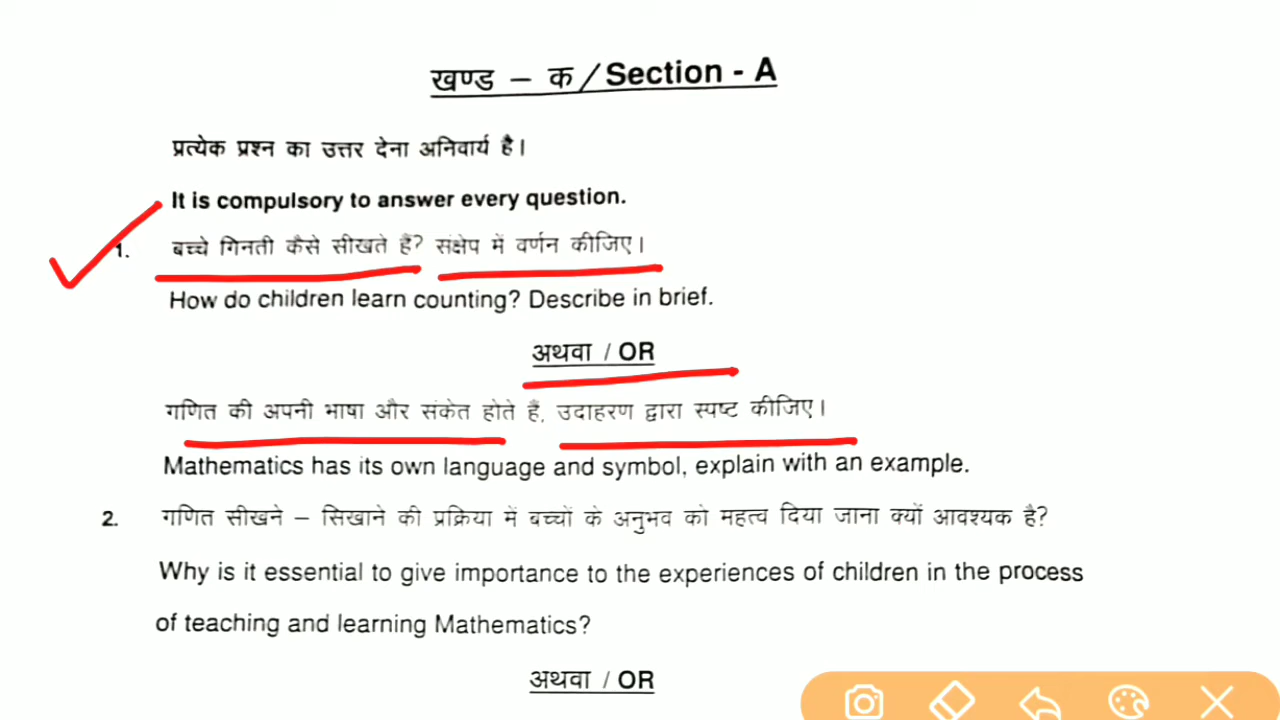 खण्ड – क / Section - A
प्रत्येक प्रश्न का उत्तर देना अनिवार्य है।
It is compulsory to answer every question.
1. बच्चे गिनती कैसे सीखते हैं? संक्षेप में वर्णन कीजिए।
How do children learn counting? Describe in brief.
अथवा / OR
गणित की अपनी भाषा और संकेत होते हैं, उदाहरण द्वारा स्पष्ट कीजिए।
Mathematics has its own language and symbol, explain with an example.
2. गणित सीखने – सिखाने की प्रक्रिया में बच्चों के अनुभव को महत्व दिया जाना क्यों आवश्यक है?
Why is it essential to give importance to the experiences of children in the process
of teaching and learning Mathematics?
अथवा / OR